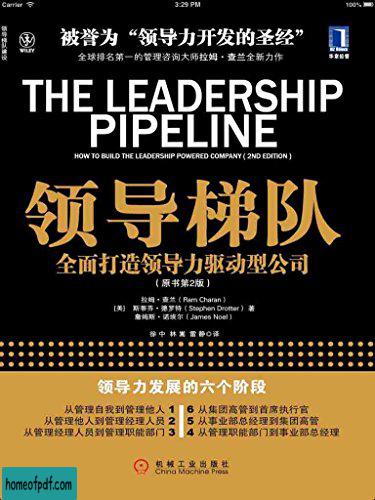 Carrier
3:29 PM
100%
领导梯队建设
WILEY
被誉为“领导力开发的圣经”
全球排名第一的管理咨询大师拉姆·查兰全新力作
华章经管
THE LEADERSHIP
PIPELINE
HOW TO BUILD THE LEADERSHIP POWERED COMPANY (2ND EDITION)
领导梯队
全面打造领导力驱动型公司
(原书第2版)
拉姆·查兰 (Ram Charan)
[美] 斯蒂芬·德罗特 (Stephen Drotter) 著
詹姆斯·诺埃尔 (James Noel)
徐中 林嵩 雷静 译
领导力发展的六个阶段
从管理自我到管理他人 1 6 从集团高管到首席执行官
从管理他人到管理经理人员 2 5 从事业部总经理到集团高管
从管理经理人员到管理职能部门 3 4 从管理职能部门到事业部总经理
机械工业出版社
China Machine Press
homeofpdf.com